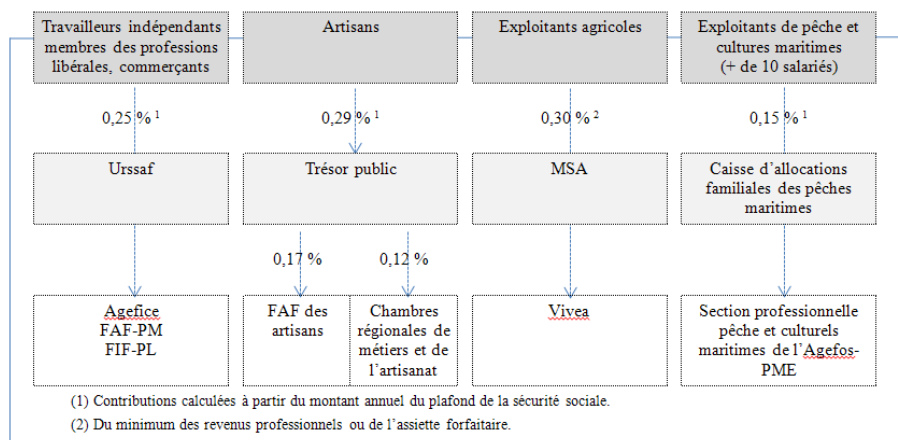 Travailleurs indépendants
membres des professions
libérales, commerçants
Artisans
Exploitants agricoles
Exploitants de pêche et
cultures maritimes
(+ de 10 salariés)
0,25 % 1
0,29 % 1
0,30 % 2
0,15 % 1
Urssaf
Trésor public
MSA
Caisse d’allocations
familiales des pêches
maritimes
0,17 %
0,12 %
Agefice
FAF-PM
FIF-PL
FAF des
artisans
Chambres
régionales de
métiers et de
l’artisanat
Vivea
Section professionnelle
pêche et culturels
maritimes de l’Agefos-
PME
(1) Contributions calculées à partir du montant annuel du plafond de la sécurité sociale.
(2) Du minimum des revenus professionnels ou de l’assiette forfaitaire.